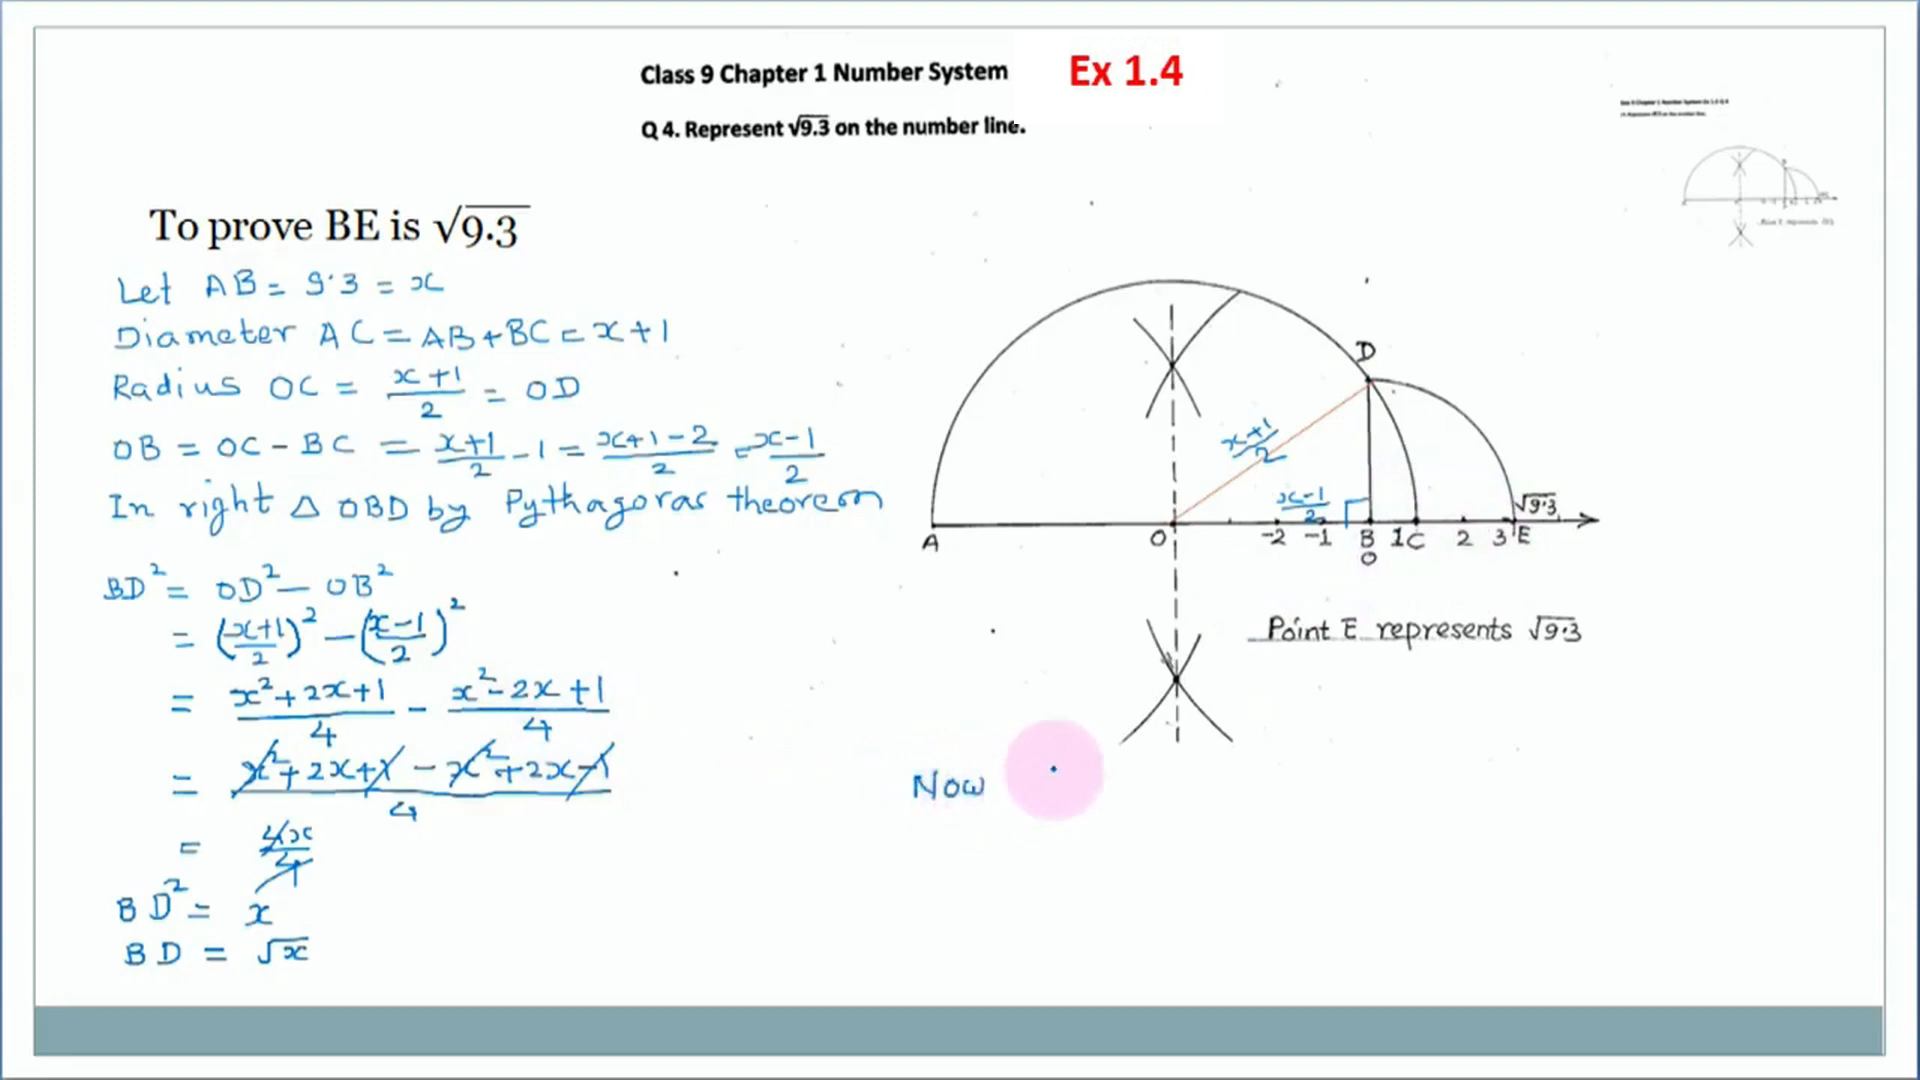 Class 9 Chapter 1 Number System Ex 1.4
Q 4. Represent √9.3 on the number line.
To prove BE is √9.3
Let AB = 9.3 = x
Diameter AC = AB + BC = x + 1
Radius OC = (x+1)/2 = OD
OB = OC - BC = (x+1)/2 - 1 = (x+1-2)/2 = (x-1)/2
In right △ OBD by Pythagoras theorem
BD² = OD² - OB²
= ((x+1)/2)² - ((x-1)/2)²
= (x²+2x+1)/4 - (x²-2x+1)/4
= (x²+2x+1-x²+2x-1)/4
= 4x/4
BD² = x
BD = √x
D
(x+1)/2
(x-1)/2
√9.3
A O -2 -1 B 1C 2 3 E
0
Point E represents √9.3
Now